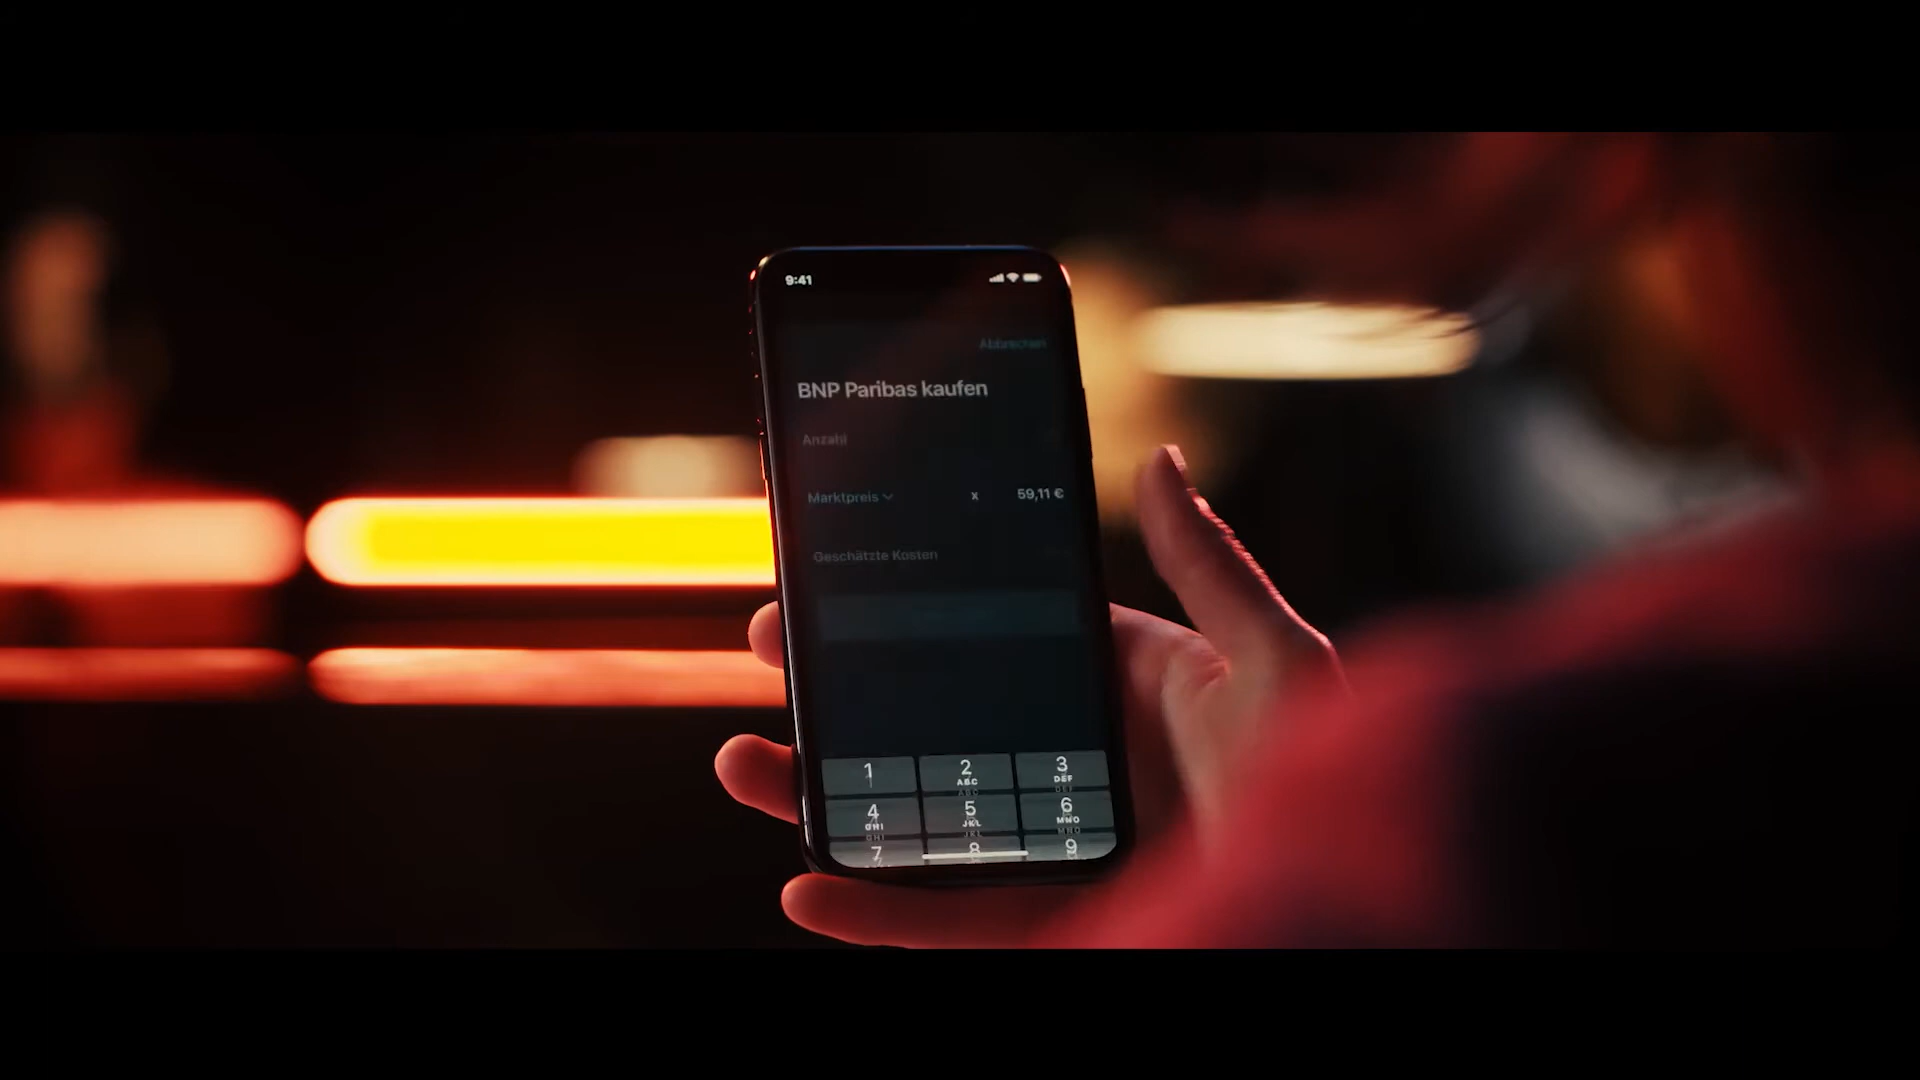 9:41
Abbrechen
BNP Paribas kaufen
Anzahl
Marktpreis x 59,11 €
Geschätzte Kosten
1 2 3
ABC DEF
4 5 6
GHI JKL MNO
7 8 9